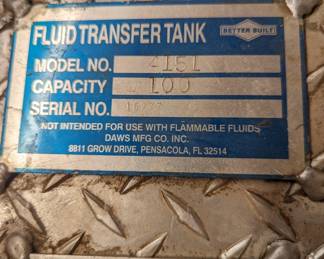 FLUID TRANSFER TANK
BETTER BUILT
MODEL NO.
CAPACITY 100
SERIAL NO.
NOT INTENDED FOR USE WITH FLAMMABLE FLUIDS
DAWS MFG CO. INC.
8811 GROW DRIVE, PENSACOLA, FL 32514